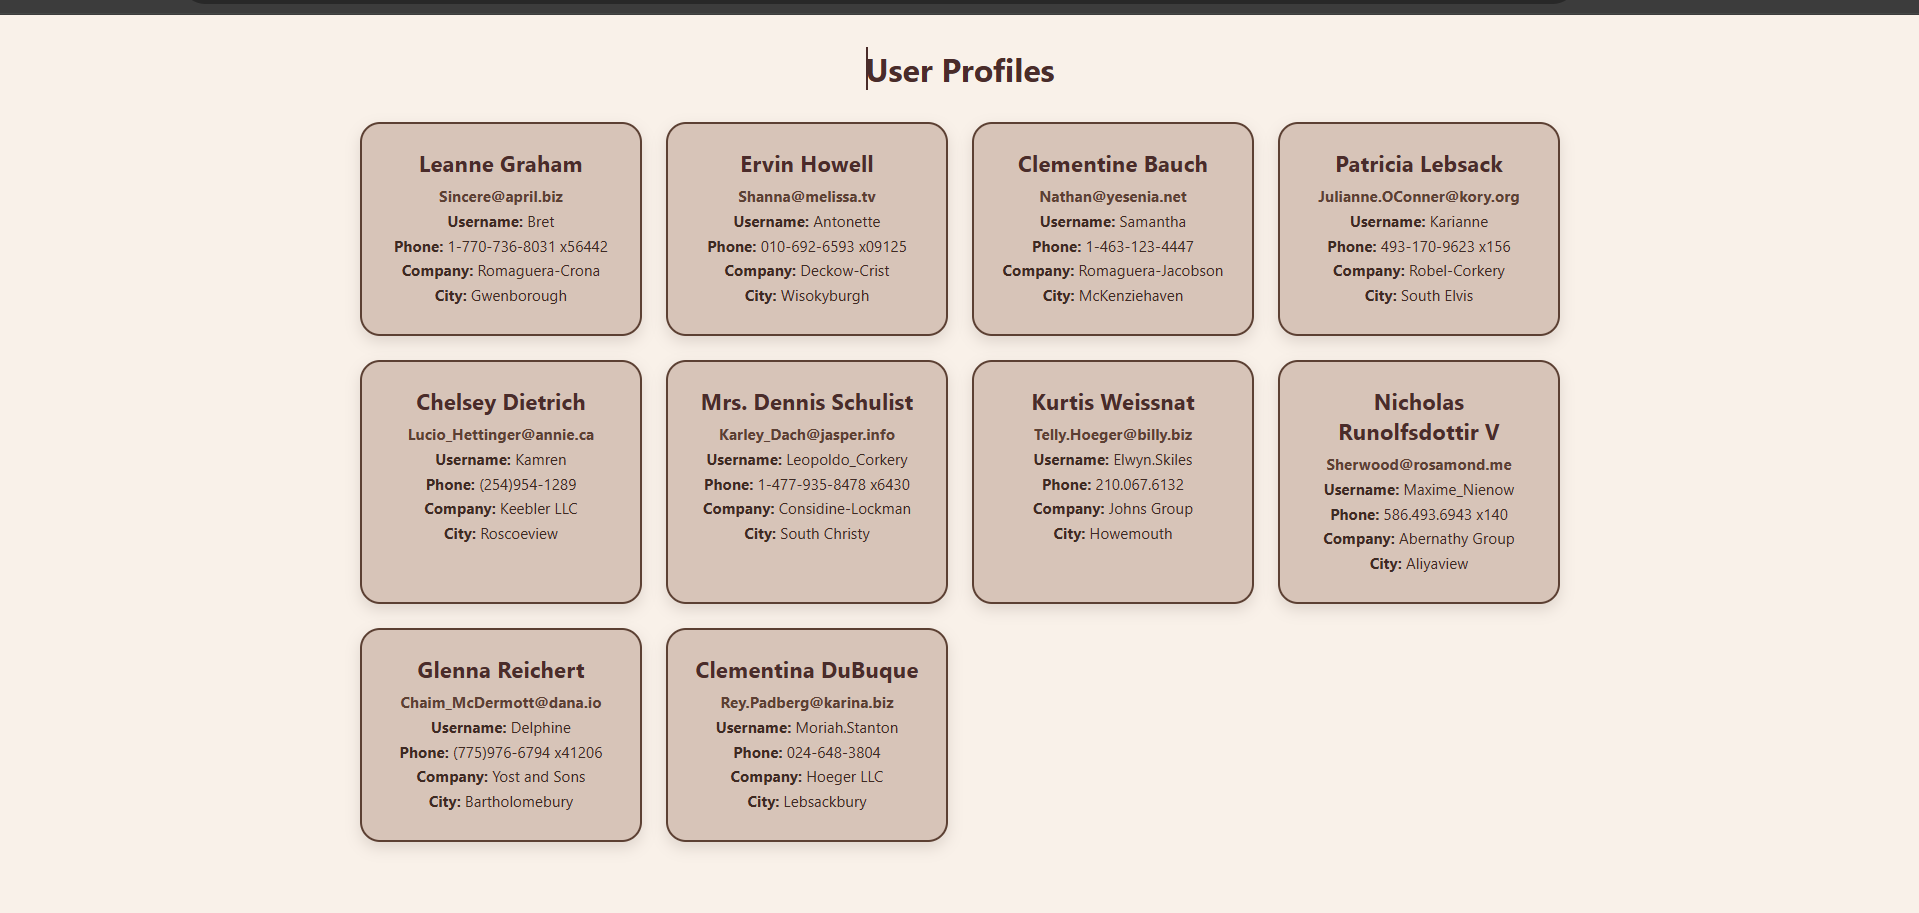 User Profiles
Leanne Graham
Sincere@april.biz
Username: Bret
Phone: 1-770-736-8031 x56442
Company: Romaguera-Crona
City: Gwenborough
Ervin Howell
Shanna@melissa.tv
Username: Antonette
Phone: 010-692-6593 x09125
Company: Deckow-Crist
City: Wisokyburgh
Clementine Bauch
Nathan@yesenia.net
Username: Samantha
Phone: 1-463-123-4447
Company: Romaguera-Jacobson
City: McKenziehaven
Patricia Lebsack
Julianne.OConner@kory.org
Username: Karianne
Phone: 493-170-9623 x156
Company: Robel-Corkery
City: South Elvis
Chelsey Dietrich
Lucio_Hettinger@annie.ca
Username: Kamren
Phone: (254)954-1289
Company: Keebler LLC
City: Roscoeview
Mrs. Dennis Schulist
Karley_Dach@jasper.info
Username: Leopoldo_Corkery
Phone: 1-477-935-8478 x6430
Company: Considine-Lockman
City: South Christy
Kurtis Weissnat
Telly.Hoeger@billy.biz
Username: Elwyn.Skiles
Phone: 210.067.6132
Company: Johns Group
City: Howemouth
Nicholas
Runolfsdottir V
Sherwood@rosamond.me
Username: Maxime_Nienow
Phone: 586.493.6943 x140
Company: Abernathy Group
City: Aliyaview
Glenna Reichert
Chaim_McDermott@dana.io
Username: Delphine
Phone: (775)976-6794 x41206
Company: Yost and Sons
City: Bartholomebury
Clementina DuBuque
Rey.Padberg@karina.biz
Username: Moriah.Stanton
Phone: 024-648-3804
Company: Hoeger LLC
City: Lebsackbury